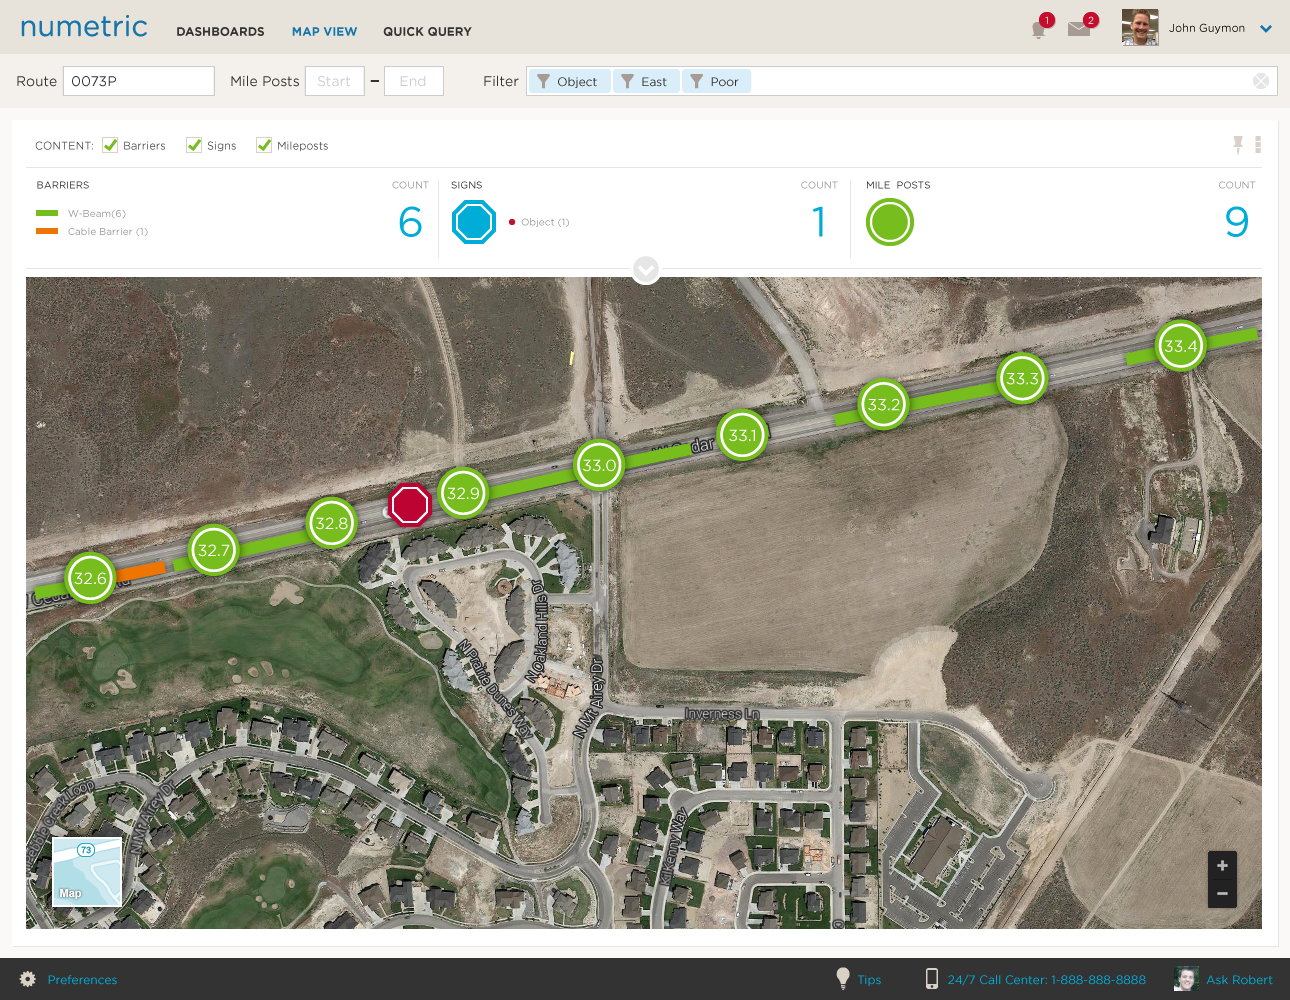 numetric
DASHBOARDS
MAP VIEW
QUICK QUERY
1
2
John Guymon
Route
0073P
Mile Posts
Start
–
End
Filter
Object
East
Poor
CONTENT:
Barriers
Signs
Mileposts
BARRIERS
COUNT
W-Beam(6)
Cable Barrier (1)
6
SIGNS
COUNT
Object (1)
1
MILE POSTS
COUNT
9
33.4
33.3
33.2
33.1
33.0
32.9
32.8
32.7
32.6
N Oakland Hills Dr
N Prairie Dunes Way
N Mt Airey Dr
Inverness Ln
N Mt Airey Dr
Kilkenny Way
73
Map
+
−
Preferences
Tips
24/7 Call Center: 1-888-888-8888
Ask Robert